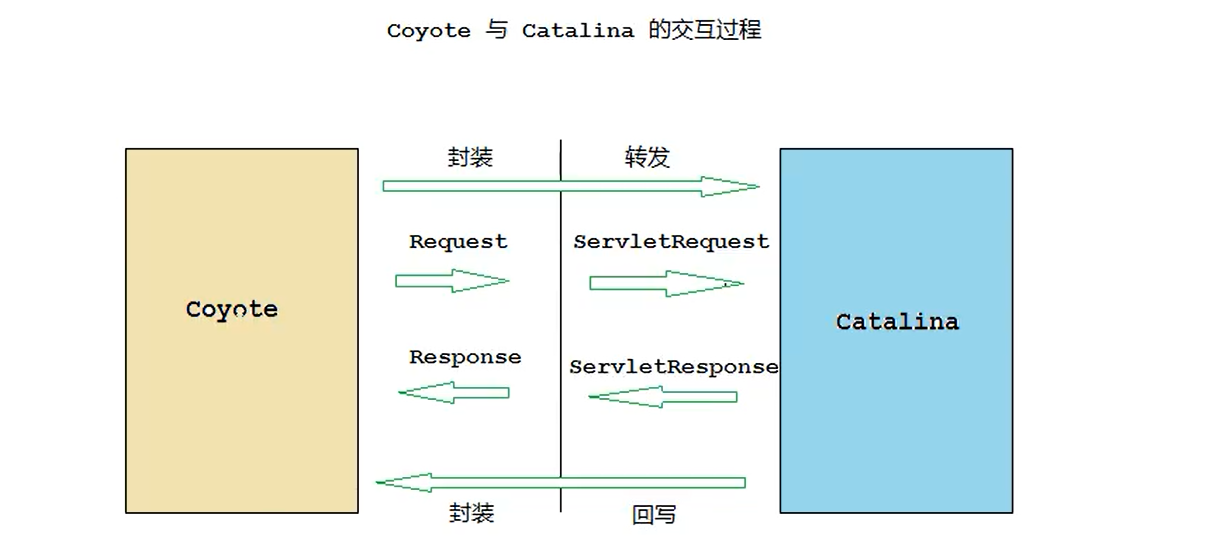 Coyote 与 Catalina 的交互过程
封装 转发
Request ServletRequest
Coyote
Catalina
Response ServletResponse
封装 回写